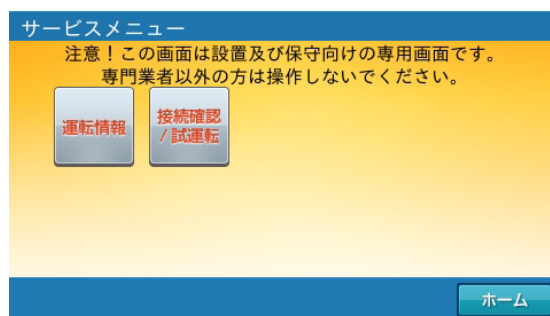 サービスメニュー
注意！この画面は設置及び保守向けの専用画面です。
専門業者以外の方は操作しないでください。
運転情報
接続確認
/試運転
ホーム